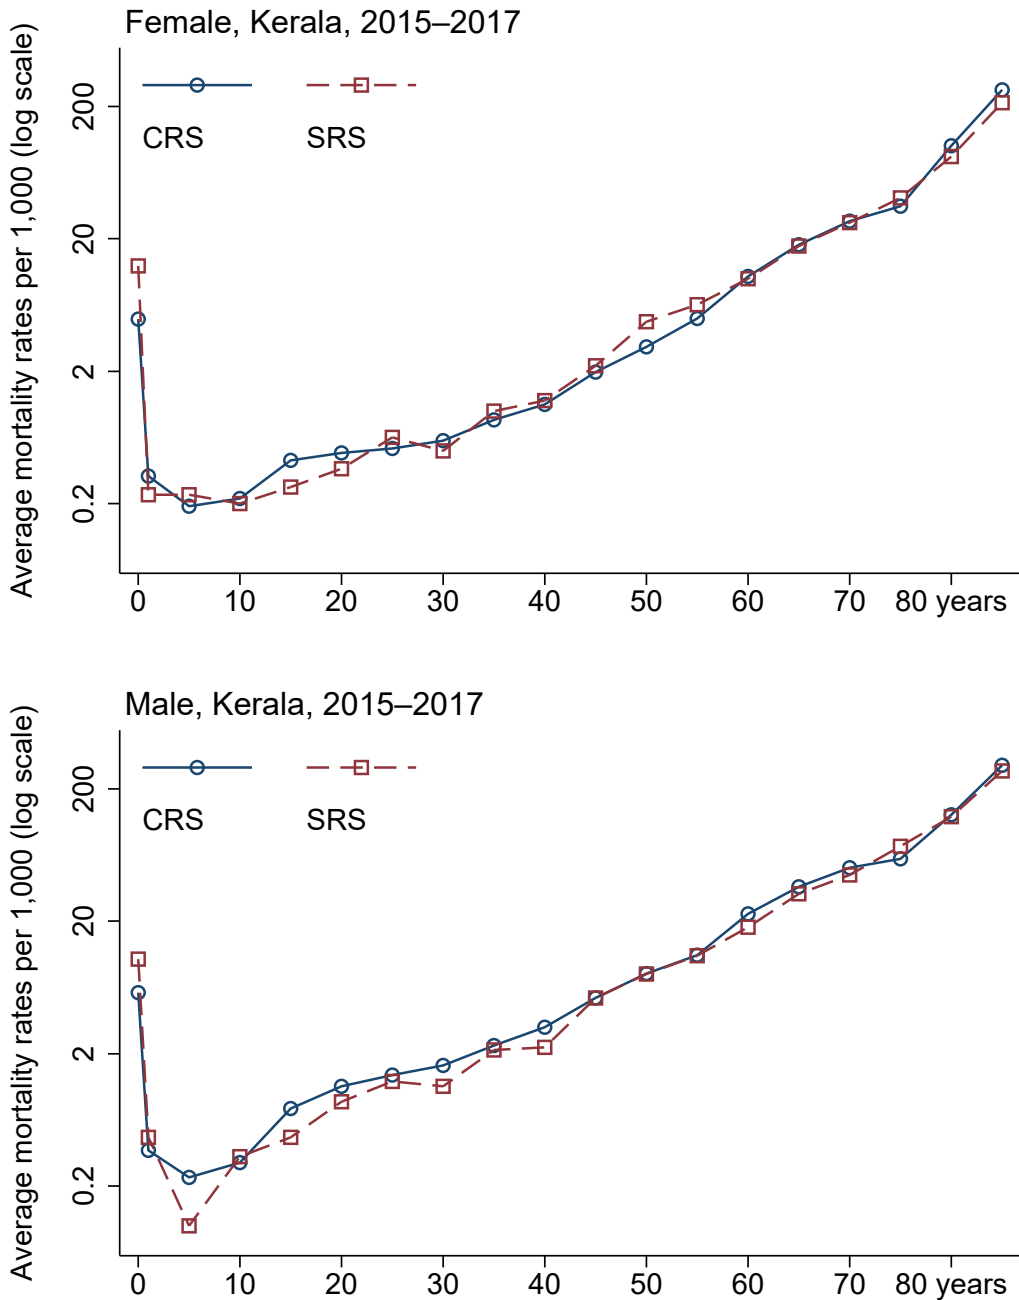 Female, Kerala, 2015–2017
Average mortality rates per 1,000 (log scale)
200
20
2
0.2
CRS SRS
0 10 20 30 40 50 60 70 80 years
Male, Kerala, 2015–2017
Average mortality rates per 1,000 (log scale)
200
20
2
0.2
CRS SRS
0 10 20 30 40 50 60 70 80 years